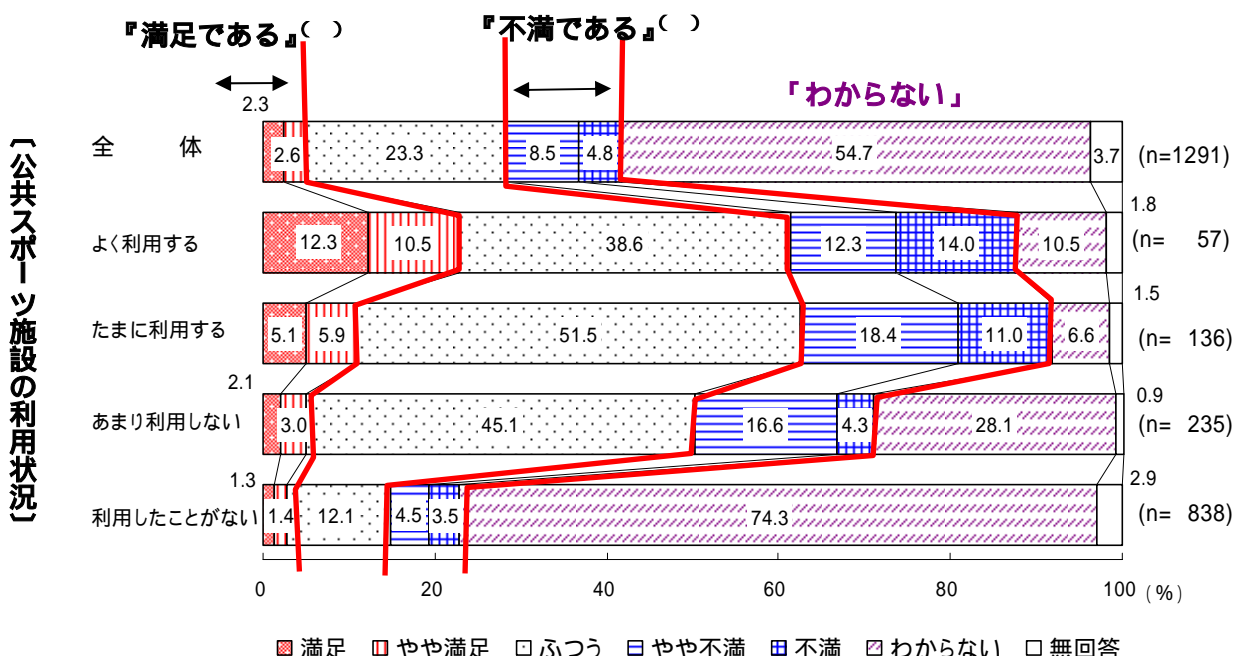 『満足である』( )
『不満である』( )
「わからない」
〔公共スポーツ施設の利用状況〕
2.3
全 体 2.6 23.3 8.5 4.8 54.7 3.7 (n=1291)
1.8
よく利用する 12.3 10.5 38.6 12.3 14.0 10.5 (n= 57)
1.5
たまに利用する 5.1 5.9 51.5 18.4 11.0 6.6 (n= 136)
2.1 0.9
あまり利用しない 3.0 45.1 16.6 4.3 28.1 (n= 235)
1.3 2.9
利用したことがない 1.4 12.1 4.5 3.5 74.3 (n= 838)
0 20 40 60 80 100 (%)
満足 やや満足 ふつう やや不満 不満 わからない 無回答